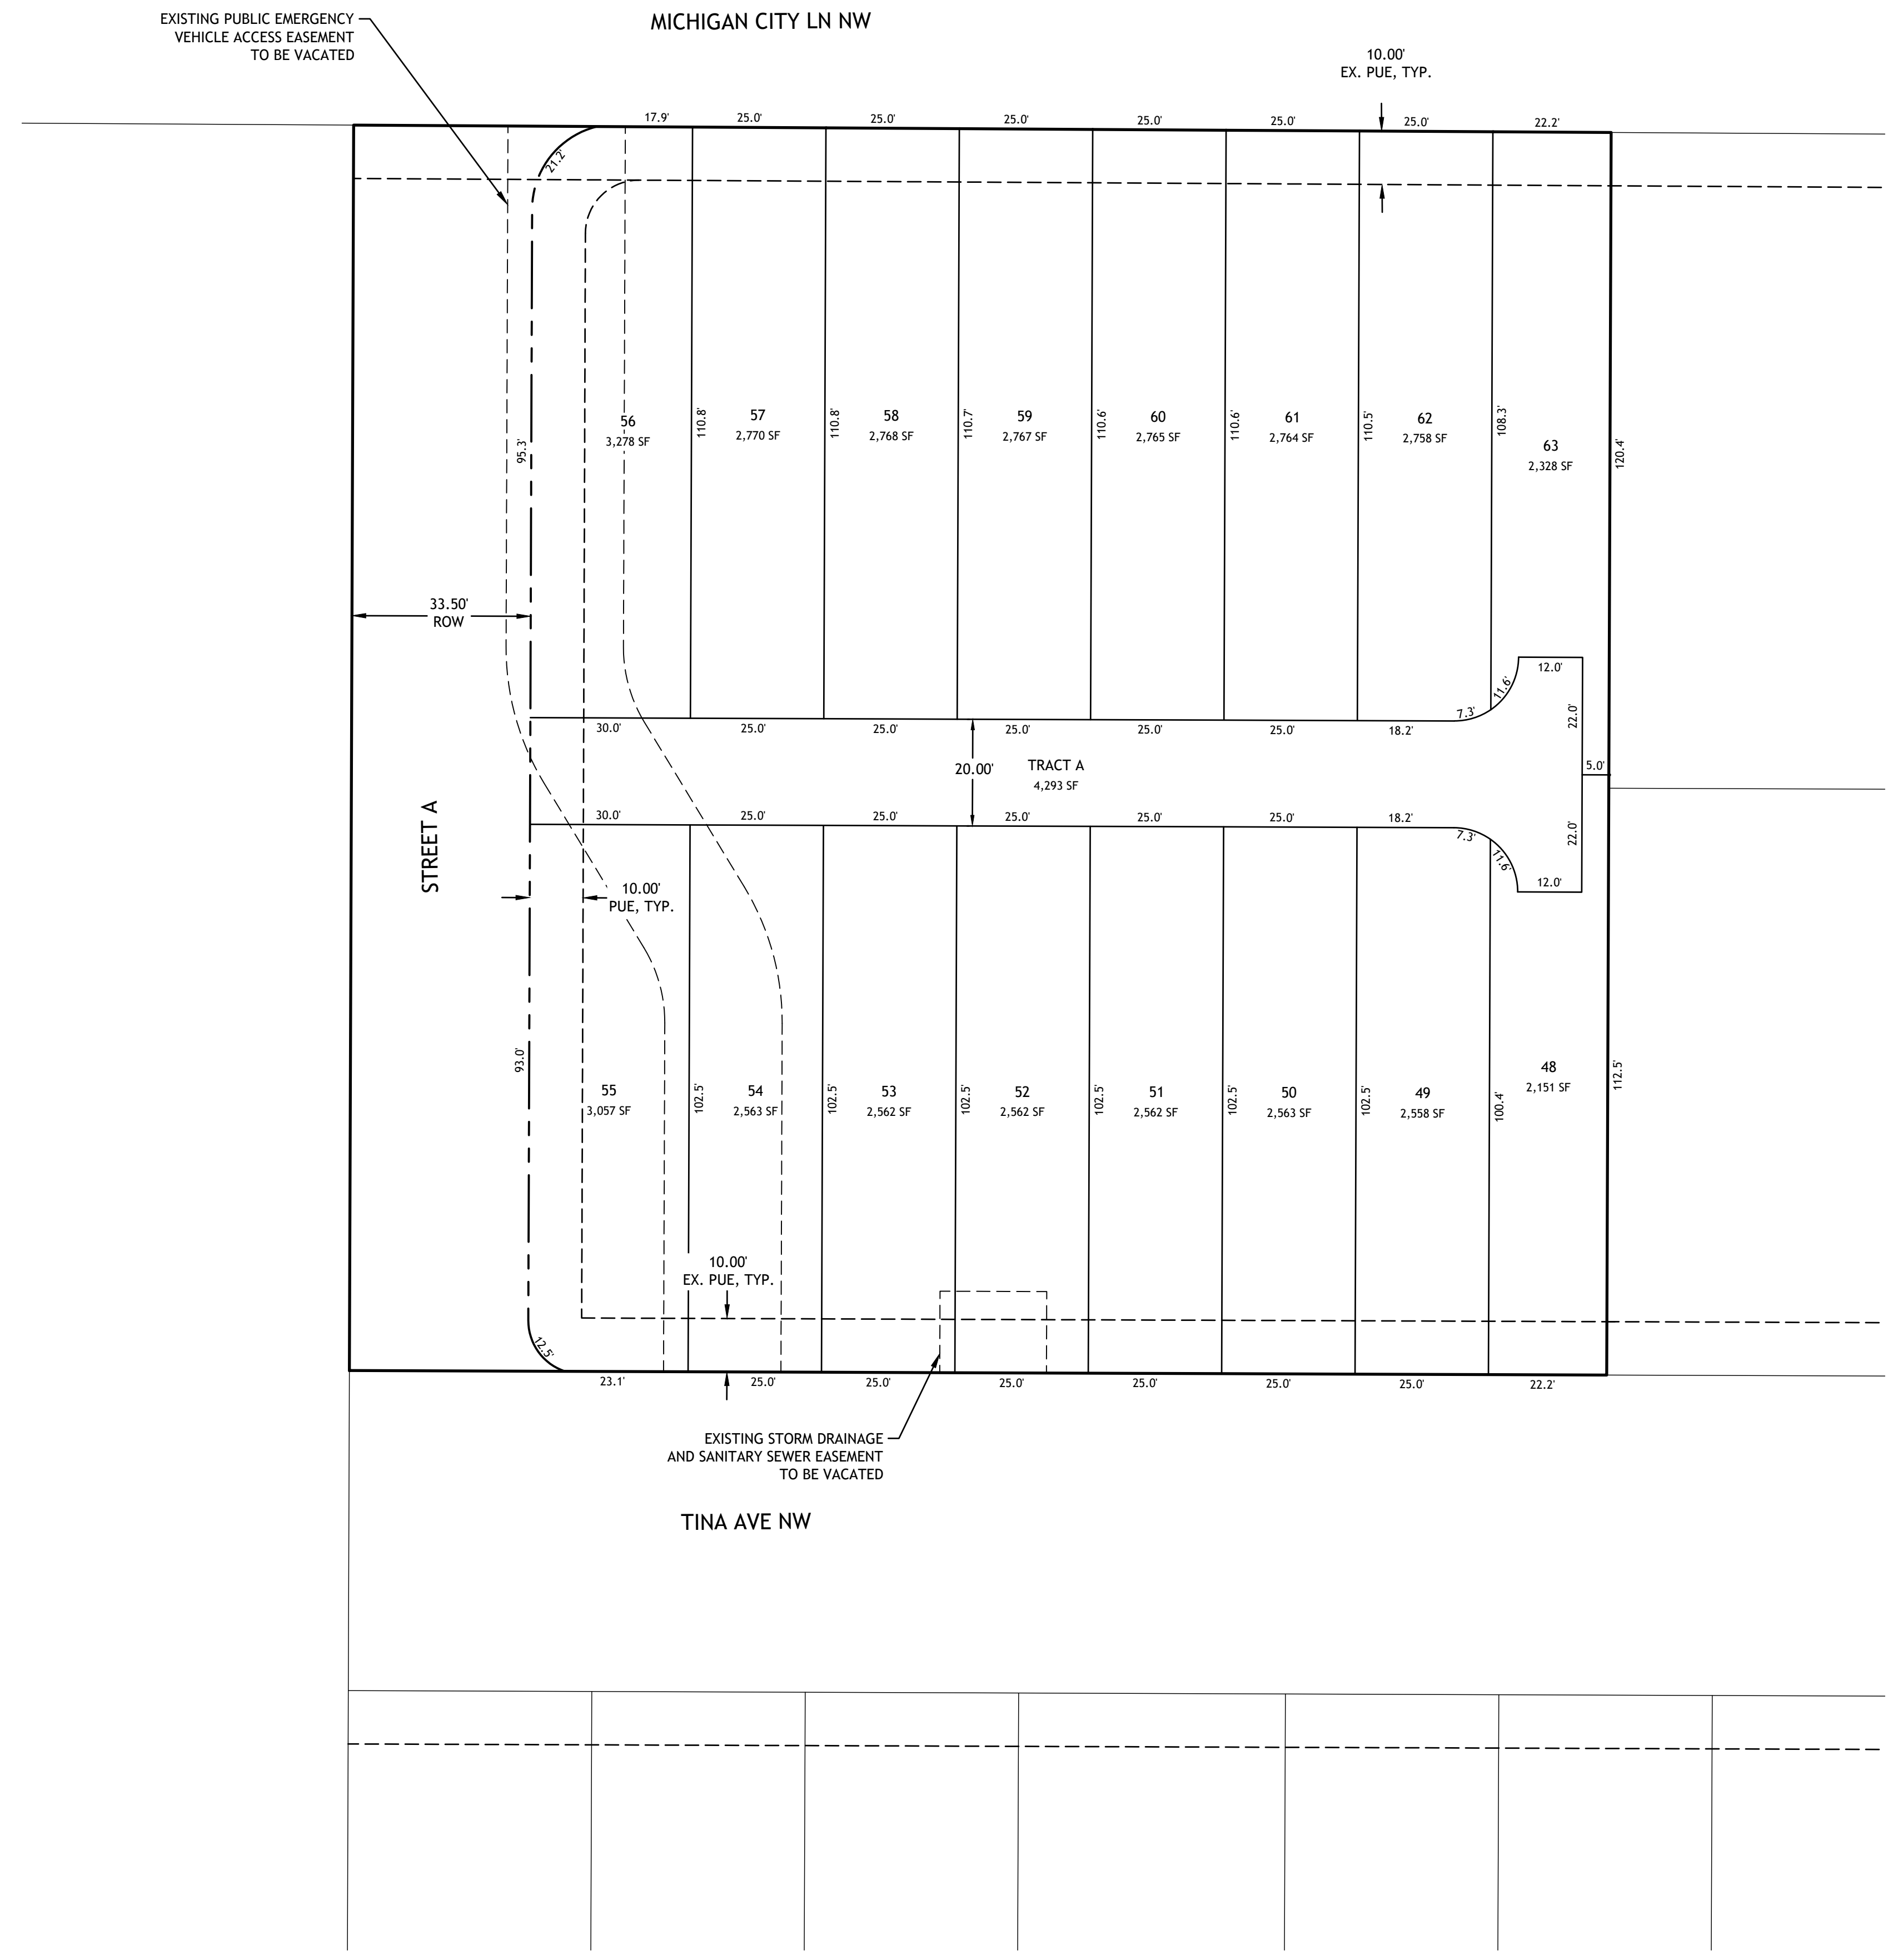 EXISTING PUBLIC EMERGENCY
VEHICLE ACCESS EASEMENT
TO BE VACATED
MICHIGAN CITY LN NW
10.00'
EX. PUE, TYP.
17.9'
25.0'
25.0'
25.0'
25.0'
25.0'
25.0'
22.2'
21.2'
95.3'
56
3,278 SF
110.8'
57
2,770 SF
110.8'
58
2,768 SF
110.7'
59
2,767 SF
110.6'
60
2,765 SF
110.6'
61
2,764 SF
110.5'
62
2,758 SF
108.3'
63
2,328 SF
120.4'
33.50'
ROW
30.0'
25.0'
25.0'
25.0'
25.0'
25.0'
18.2'
7.3'
11.6'
12.0'
22.0'
20.00'
TRACT A
4,293 SF
5.0'
STREET A
30.0'
25.0'
25.0'
25.0'
25.0'
25.0'
18.2'
7.3'
11.6'
12.0'
22.0'
10.00'
PUE, TYP.
93.0'
55
3,057 SF
102.5'
54
2,563 SF
102.5'
53
2,562 SF
102.5'
52
2,562 SF
102.5'
51
2,562 SF
102.5'
50
2,563 SF
102.5'
49
2,558 SF
100.4'
48
2,151 SF
112.5'
10.00'
EX. PUE, TYP.
12.5'
23.1'
25.0'
25.0'
25.0'
25.0'
25.0'
25.0'
22.2'
EXISTING STORM DRAINAGE
AND SANITARY SEWER EASEMENT
TO BE VACATED
TINA AVE NW